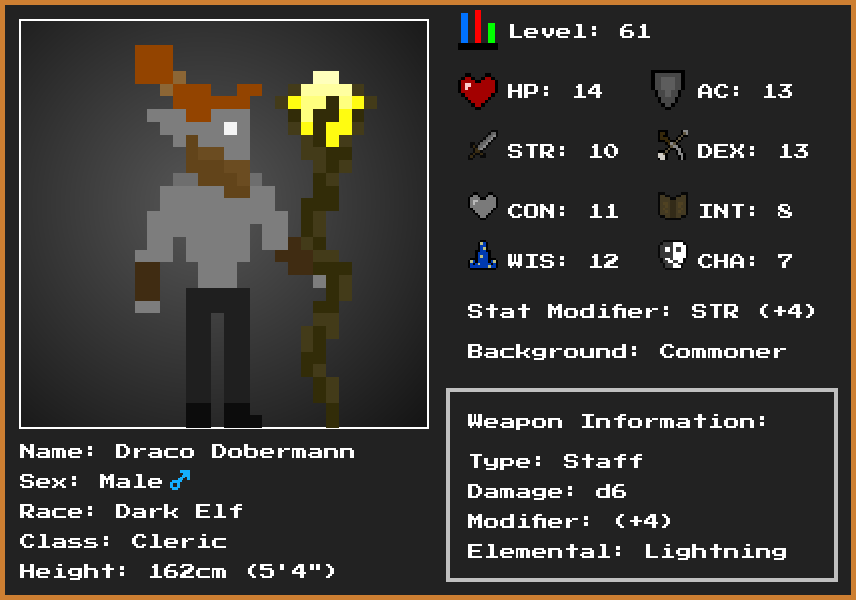 Level: 61
HP: 14 AC: 13
STR: 10 DEX: 13
CON: 11 INT: 8
WIS: 12 CHA: 7
Stat Modifier: STR (+4)
Background: Commoner
Weapon Information:
Type: Staff
Damage: d6
Modifier: (+4)
Elemental: Lightning
Name: Draco Dobermann
Sex: Male♂
Race: Dark Elf
Class: Cleric
Height: 162cm (5'4")